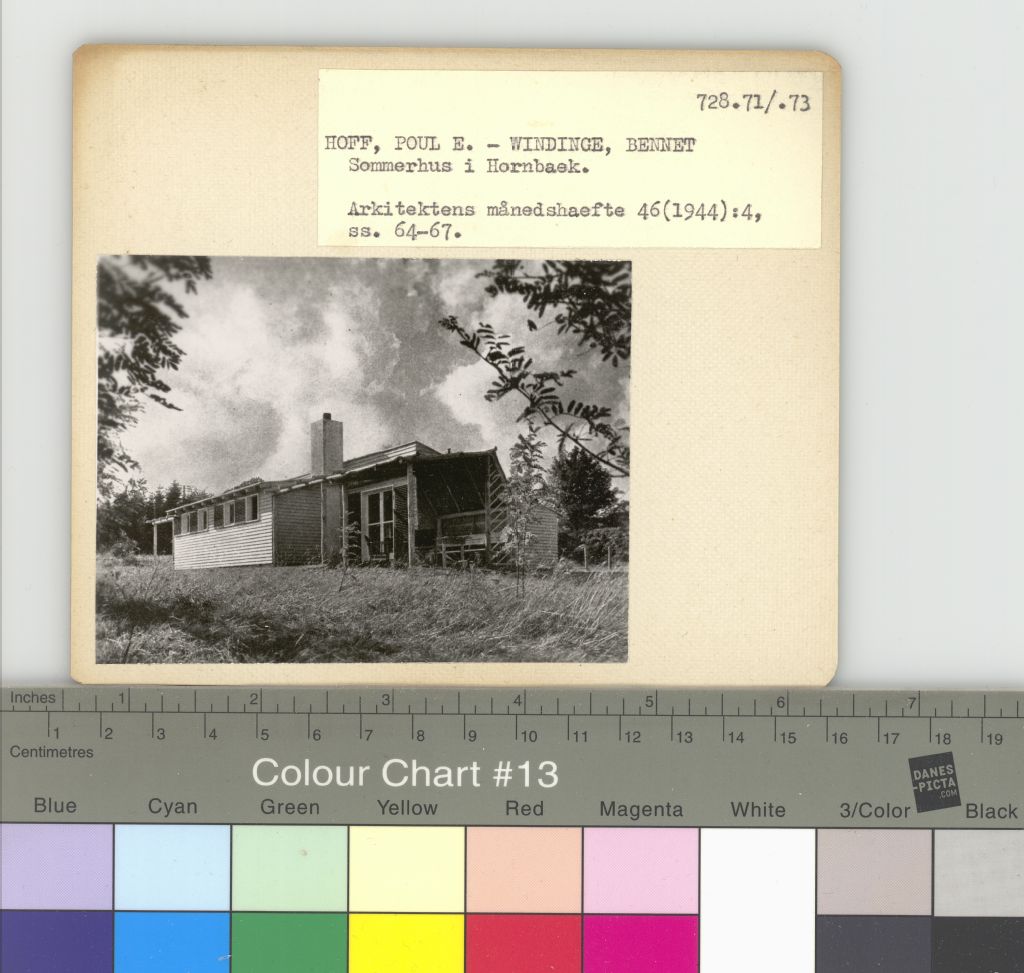 728.71/.73
HOFF, POUL E. - WINDINGE, BENNET
Sommerhus i Hornbaek.
Arkitektens månedshaefte 46(1944):4,
ss. 64-67.
Inches 1 2 3 4 5 6 7
1 2 3 4 5 6 7 8 9 10 11 12 13 14 15 16 17 18 19
Centimetres
Colour Chart #13
DANES
-PICTA
.COM
Blue Cyan Green Yellow Red Magenta White 3/Color Black